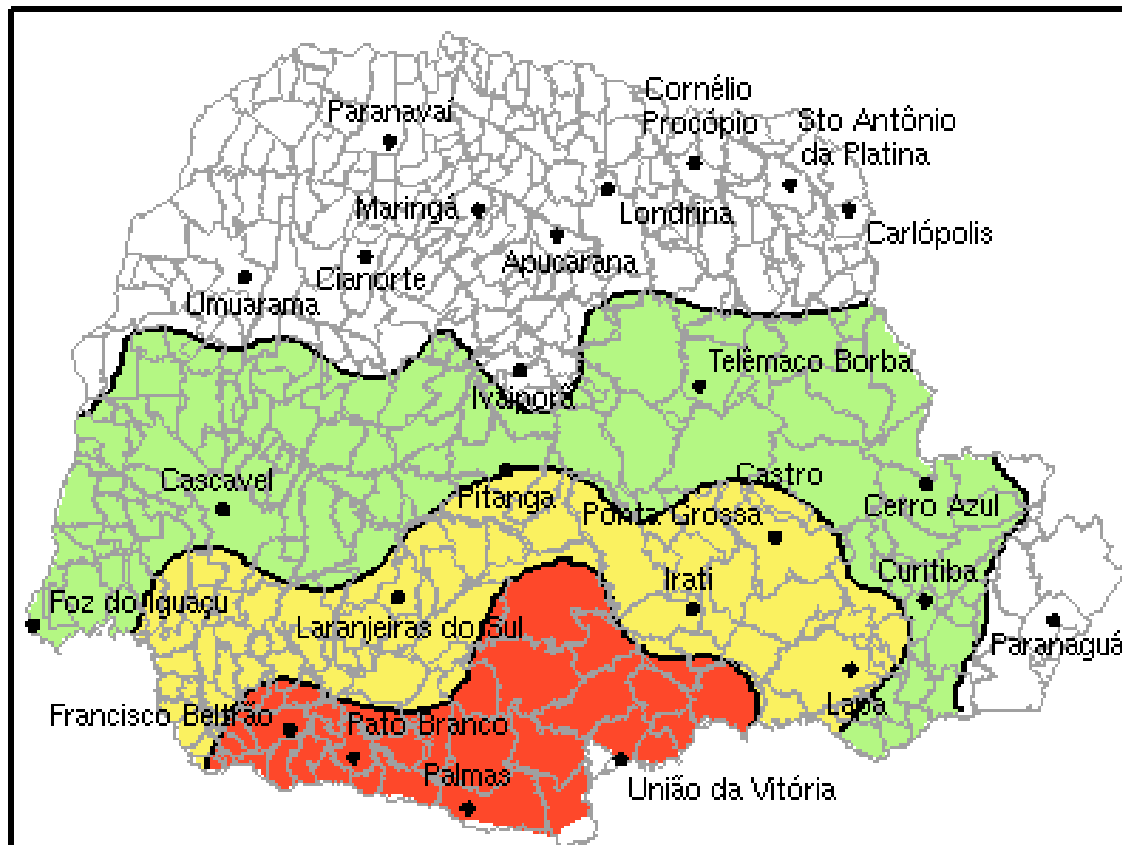 Cornélio
Procópio
Sto Antônio
da Platina
Paranavaí
Maringá
Londrina
Carlópolis
Apucarana
Cianorte
Umuarama
Telêmaco Borba
Ivaiporã
Cascavel
Castro
Pitanga
Ponta Grossa
Cerro Azul
Irati
Curitiba
Foz do Iguaçu
Laranjeiras do Sul
Paranaguá
Lapa
Francisco Beltrão
Pato Branco
Palmas
União da Vitória